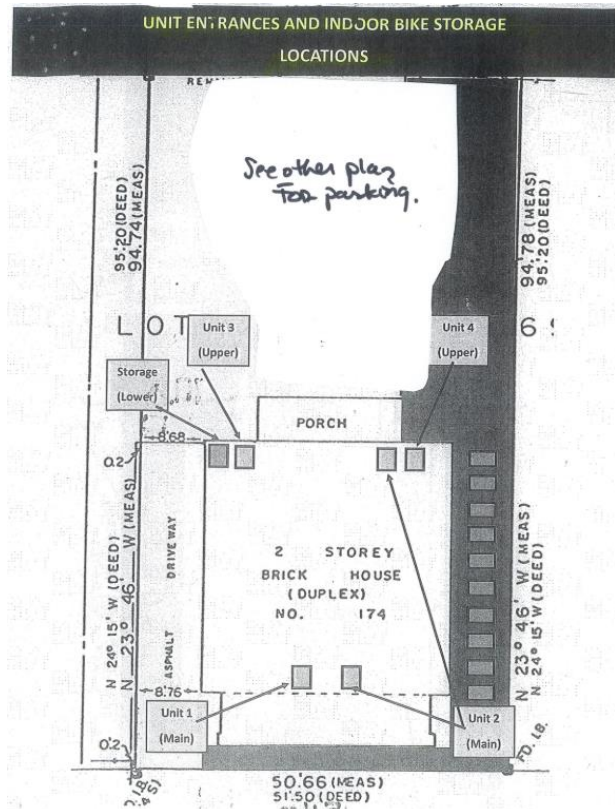 UNIT ENTRANCES AND INDOOR BIKE STORAGE
LOCATIONS
See other plan
For parking.
95.20 (DEED)
94.74 (MEAS)
94.78 (MEAS)
95.20 (DEED)
LOT
6
Unit 3
(Upper)
Unit 4
(Upper)
Storage
(Lower)
PORCH
8.68
0.2
N 24° 15' W (DEED)
N 23° 46' W (MEAS)
ASPHALT DRIVEWAY
2 STOREY
BRICK HOUSE
(DUPLEX)
NO. 174
N 23° 46' W (MEAS)
N 24° 15' W (DEED)
8.76
Unit 1
(Main)
Unit 2
(Main)
0.2
FD. I.B.
50.66 (MEAS)
51.50 (DEED)